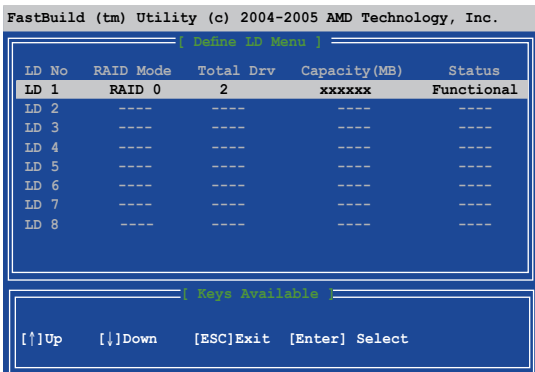 FastBuild (tm) Utility (c) 2004-2005 AMD Technology, Inc.
[ Define LD Menu ]
LD No RAID Mode Total Drv Capacity(MB) Status
LD 1 RAID 0 2 xxxxxx Functional
LD 2 ---- ---- ---- ----
LD 3 ---- ---- ---- ----
LD 4 ---- ---- ---- ----
LD 5 ---- ---- ---- ----
LD 6 ---- ---- ---- ----
LD 7 ---- ---- ---- ----
LD 8 ---- ---- ---- ----
[ Keys Available ]
[↑]Up [↓]Down [ESC]Exit [Enter] Select